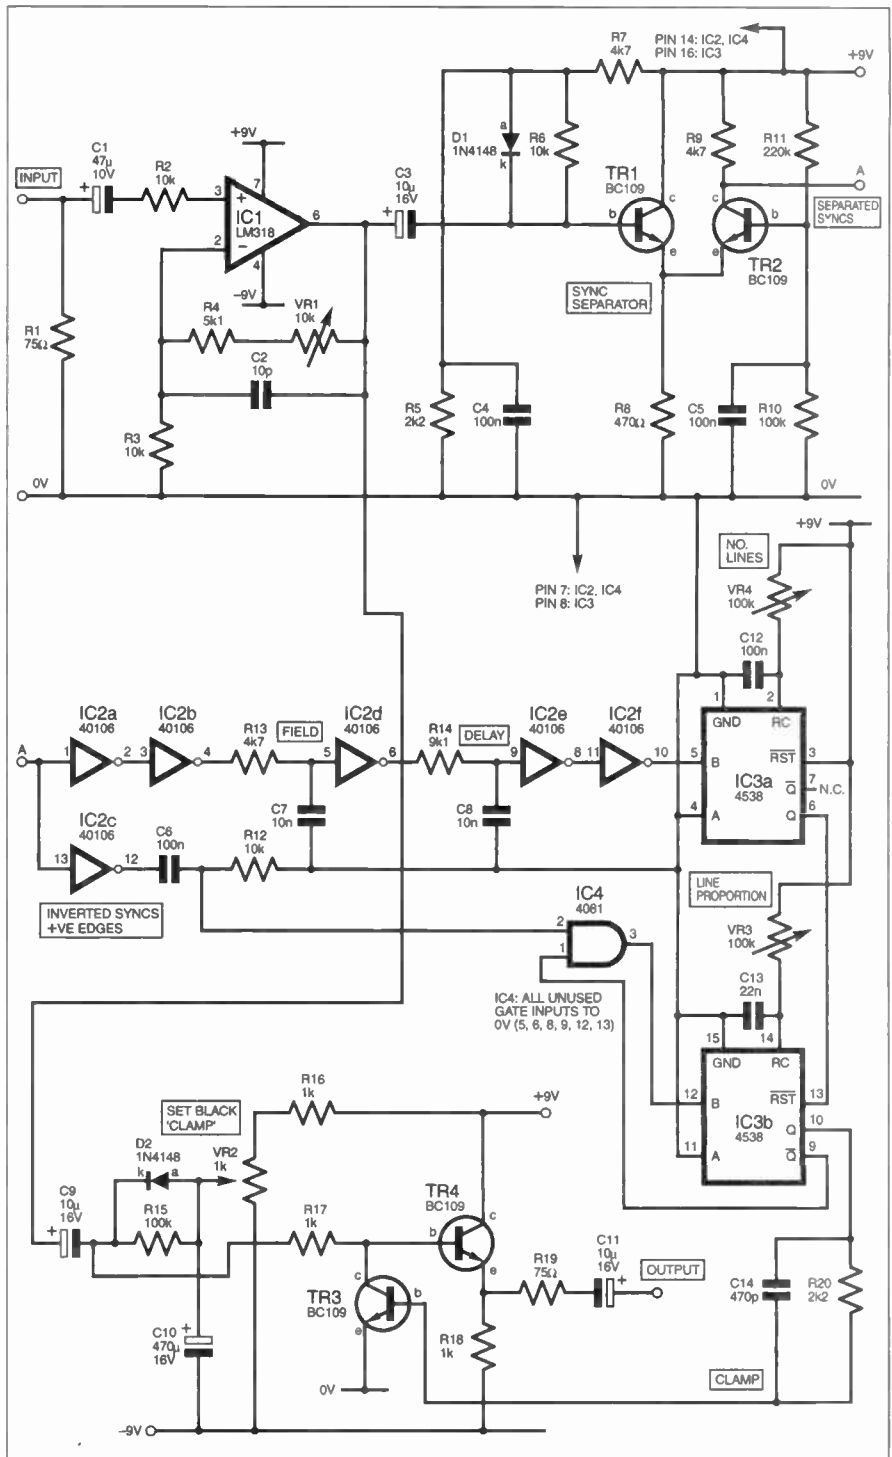 R7
4k7
PIN 14: IC2, IC4
PIN 16: IC3
+9V
C1
47µ
10V
R2
10k
+9V
INPUT
+
3
+
7
IC1
LM318
6
2
−
4
−9V
C3
10µ
16V
+
a
D1
1N4148
k
R6
10k
TR1
BC109
b
c
e
R9
4k7
R11
220k
A
SEPARATED
SYNCS
c
b
e
TR2
BC109
SYNC
SEPARATOR
R1
75Ω
R4
5k1
VR1
10k
C2
10p
R3
10k
R5
2k2
C4
100n
R8
470Ω
C5
100n
R10
100k
0V
0V
PIN 7: IC2, IC4
PIN 8: IC3
+9V
NO.
LINES
VR4
100k
C12
100n
1
2
GND
RC
IC2a
40106
IC2b
40106
R13
4k7
FIELD
IC2d
40106
R14
9k1
DELAY
IC2e
40106
IC2f
40106
A
1
2
3
4
5
6
9
8
11
10
5
B
RST
3
IC3a
4538
Q
7
N.C.
4
A
Q
6
IC2c
40106
C6
100n
R12
10k
C7
10n
C8
10n
13
12
INVERTED SYNCS
+VE EDGES
IC4
4081
2
1
3
IC4: ALL UNUSED
GATE INPUTS TO
0V (5, 6, 8, 9, 12, 13)
LINE
PROPORTION
VR3
100k
C13
22n
15
14
GND
RC
12
B
RST
13
IC3b
4538
Q
10
11
A
Q
9
R16
1k
+9V
SET BLACK
'CLAMP'
D2
1N4148
k
a
VR2
1k
C9
10µ
16V
+
R15
100k
R17
1k
TR4
BC109
b
c
e
R19
75Ω
C11
10µ
16V
+
OUTPUT
TR3
BC109
c
b
e
C14
470p
R20
2k2
C10
470µ
16V
+
R18
1k
0V
CLAMP
−9V